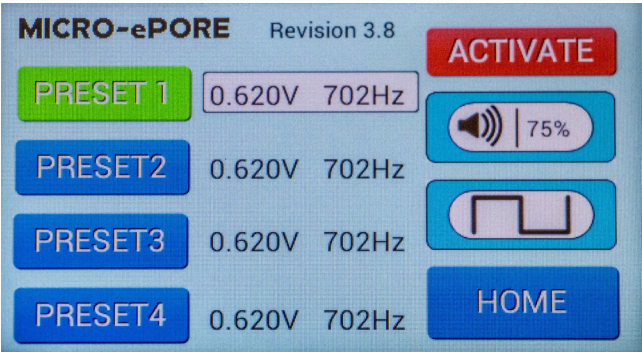 MICRO-ePORE Revision 3.8
ACTIVATE
PRESET 1 0.620V 702Hz
75%
PRESET2 0.620V 702Hz
PRESET3 0.620V 702Hz
PRESET4 0.620V 702Hz
HOME